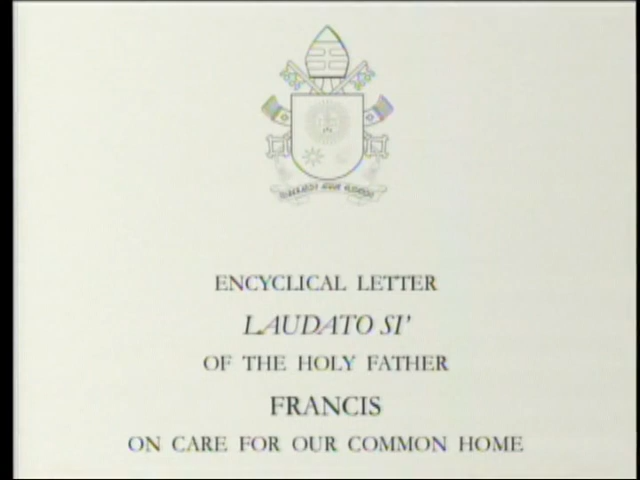 ENCYCLICAL LETTER
LAUDATO SI'
OF THE HOLY FATHER
FRANCIS
ON CARE FOR OUR COMMON HOME